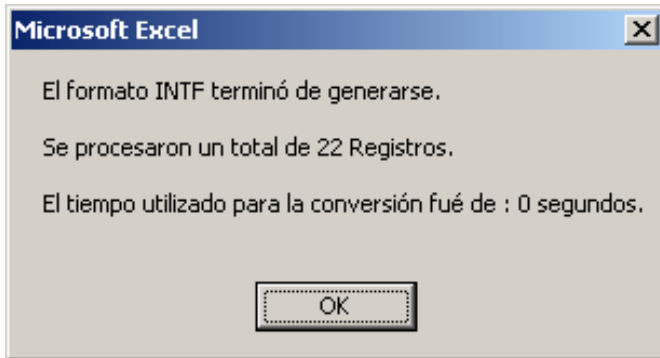 Microsoft Excel
El formato INTF terminó de generarse.
Se procesaron un total de 22 Registros.
El tiempo utilizado para la conversión fué de : 0 segundos.
OK